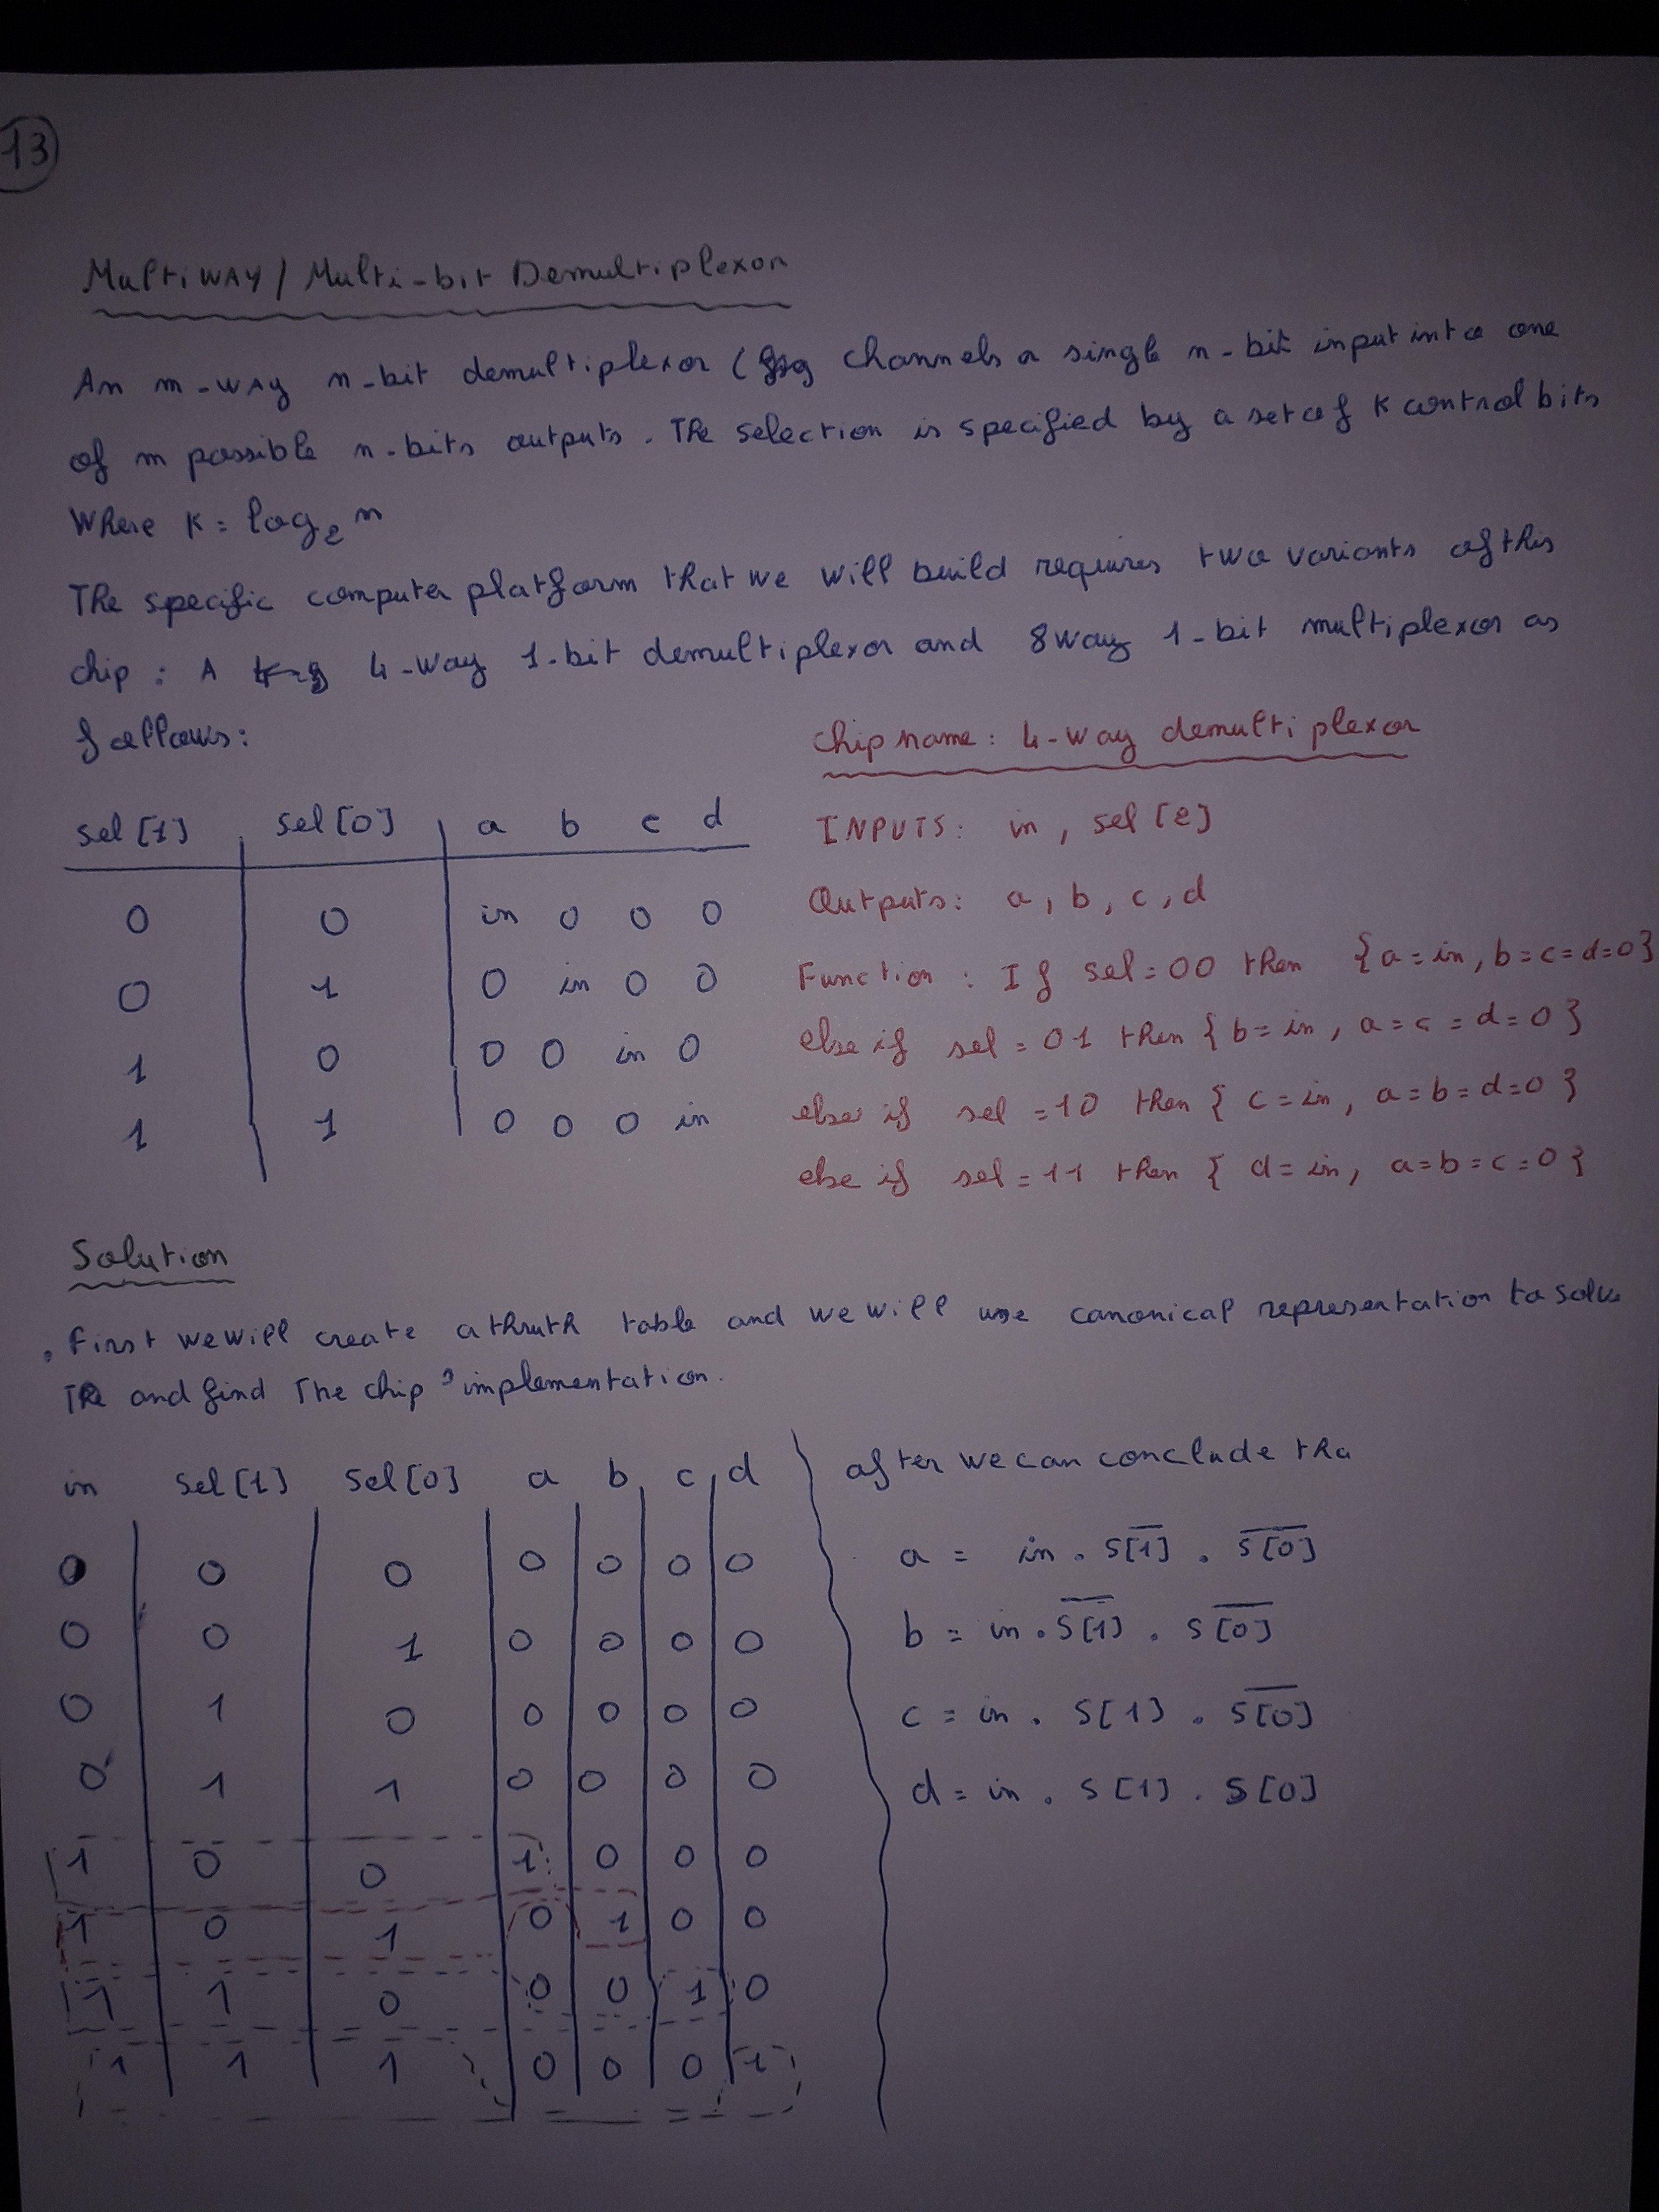 13
MultiWAY / Multi-bit Demultiplexor
An m-way n-bit demultiplexor ( channels a single n-bit input into one
of m possible n-bits outputs. The selection is specified by a set of K control bits
Where K = log₂ m
The specific computer platform that we will build requires two variants of this
chip : A 4-way 1-bit demultiplexor and 8way 1-bit multiplexor as
follows:
Chip name: 4-way demultiplexor
sel[1] sel[0] a b c d
INPUTS: in, sel[2]
0 0 in 0 0 0
Outputs: a, b, c, d
0 1 0 in 0 0
Function : If sel=00 then {a=in, b=c=d=0}
1 0 0 0 in 0
else if sel=01 then {b=in, a=c=d=0}
1 1 0 0 0 in
else if sel=10 then {c=in, a=b=d=0}
else if sel=11 then {d=in, a=b=c=0}
Solution
. First we will create a thruth table and we will use canonical representation to solve
The and find The chip's implementation.
in sel[1] sel[0] a b c d
0 0 0 0 0 0 0
0 0 1 0 0 0 0
0 1 0 0 0 0 0
0 1 1 0 0 0 0
1 0 0 1 0 0 0
1 0 1 0 1 0 0
1 1 0 0 0 1 0
1 1 1 0 0 0 1
after we can conclude tha
a = in . S̅[̅1̅]̅ . S̅[̅0̅]̅
b = in . S̅[̅1̅]̅ . S̅[̅0̅]̅
c = in . S[1] . S̅[̅0̅]̅
d = in . S[1] . S[0]